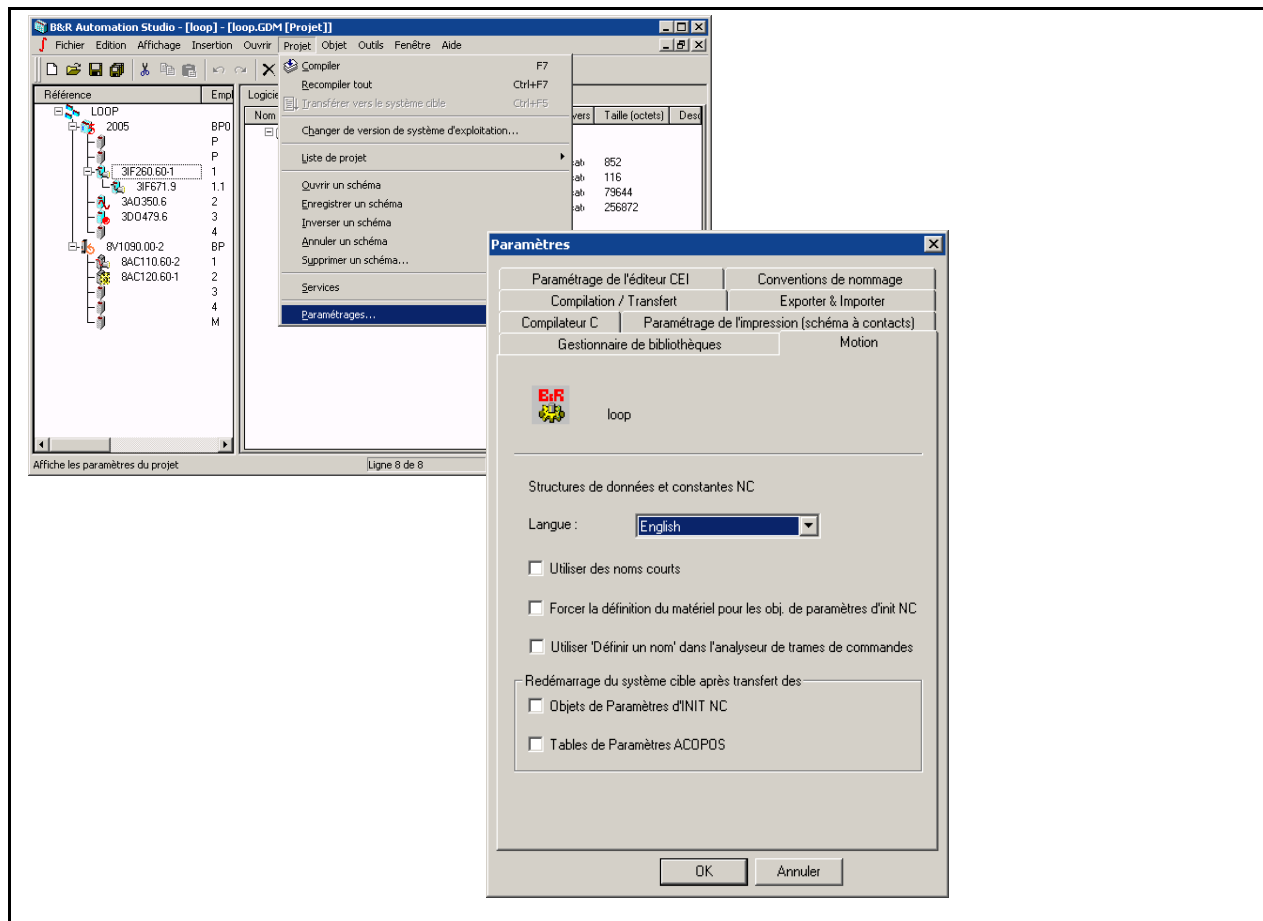 B&R Automation Studio - [loop] - [loop.GDM [Projet]]
Fichier Edition Affichage Insertion Ouvrir Projet Objet Outils Fenêtre Aide
Référence Empl
LOOP
2005 BP0
P
P
3IF260.60-1 1
3IF671.9 1.1
3AO350.6 2
3DO479.6 3
4
8V1090.00-2 BP
8AC110.60-2 1
8AC120.60-1 2
3
4
M
Logicie
Nom vers Taille (octets) Desc
852
116
79644
256872
Compiler F7
Recompiler tout Ctrl+F7
Transférer vers le système cible Ctrl+F5
Changer de version de système d'exploitation...
Liste de projet
Ouvrir un schéma
Enregistrer un schéma
Inverser un schéma
Annuler un schéma
Supprimer un schéma...
Services
Paramétrages...
Affiche les paramètres du projet Ligne 8 de 8
Paramètres
Paramétrage de l'éditeur CEI Conventions de nommage
Compilation / Transfert Exporter & Importer
Compilateur C Paramétrage de l'impression (schéma à contacts)
Gestionnaire de bibliothèques Motion
B&R
loop
Structures de données et constantes NC
Langue : English
Utiliser des noms courts
Forcer la définition du matériel pour les obj. de paramètres d'init NC
Utiliser 'Définir un nom' dans l'analyseur de trames de commandes
Redémarrage du système cible après transfert des
Objets de Paramètres d'INIT NC
Tables de Paramètres ACOPOS
OK Annuler